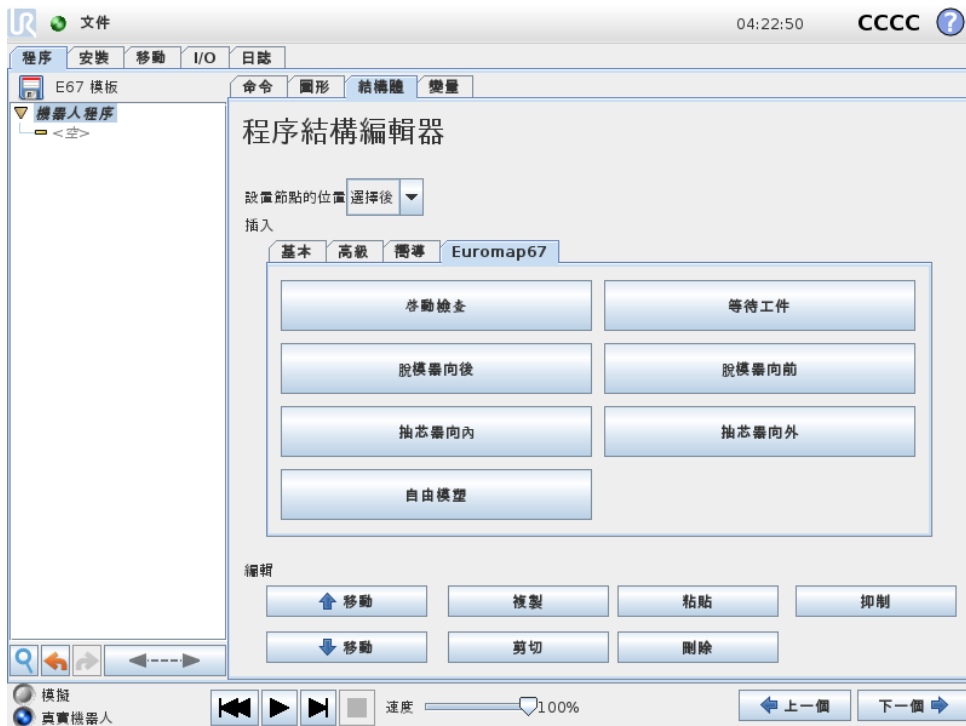 UR 文件 04:22:50 CCCC ?
程序 安裝 移動 I/O 日誌
E67 模板
命令 圖形 結構體 變量
機器人程序
<空>
程序結構編輯器
設置節點的位置 選擇後
插入
基本 高級 嚮導 Euromap67
啓動檢查 等待工件
脫模器向後 脫模器向前
抽芯器向內 抽芯器向外
自由模塑
編輯
移動 複製 粘貼 抑制
移動 剪切 刪除
模擬
真實機器人
速度 100%
上一個 下一個